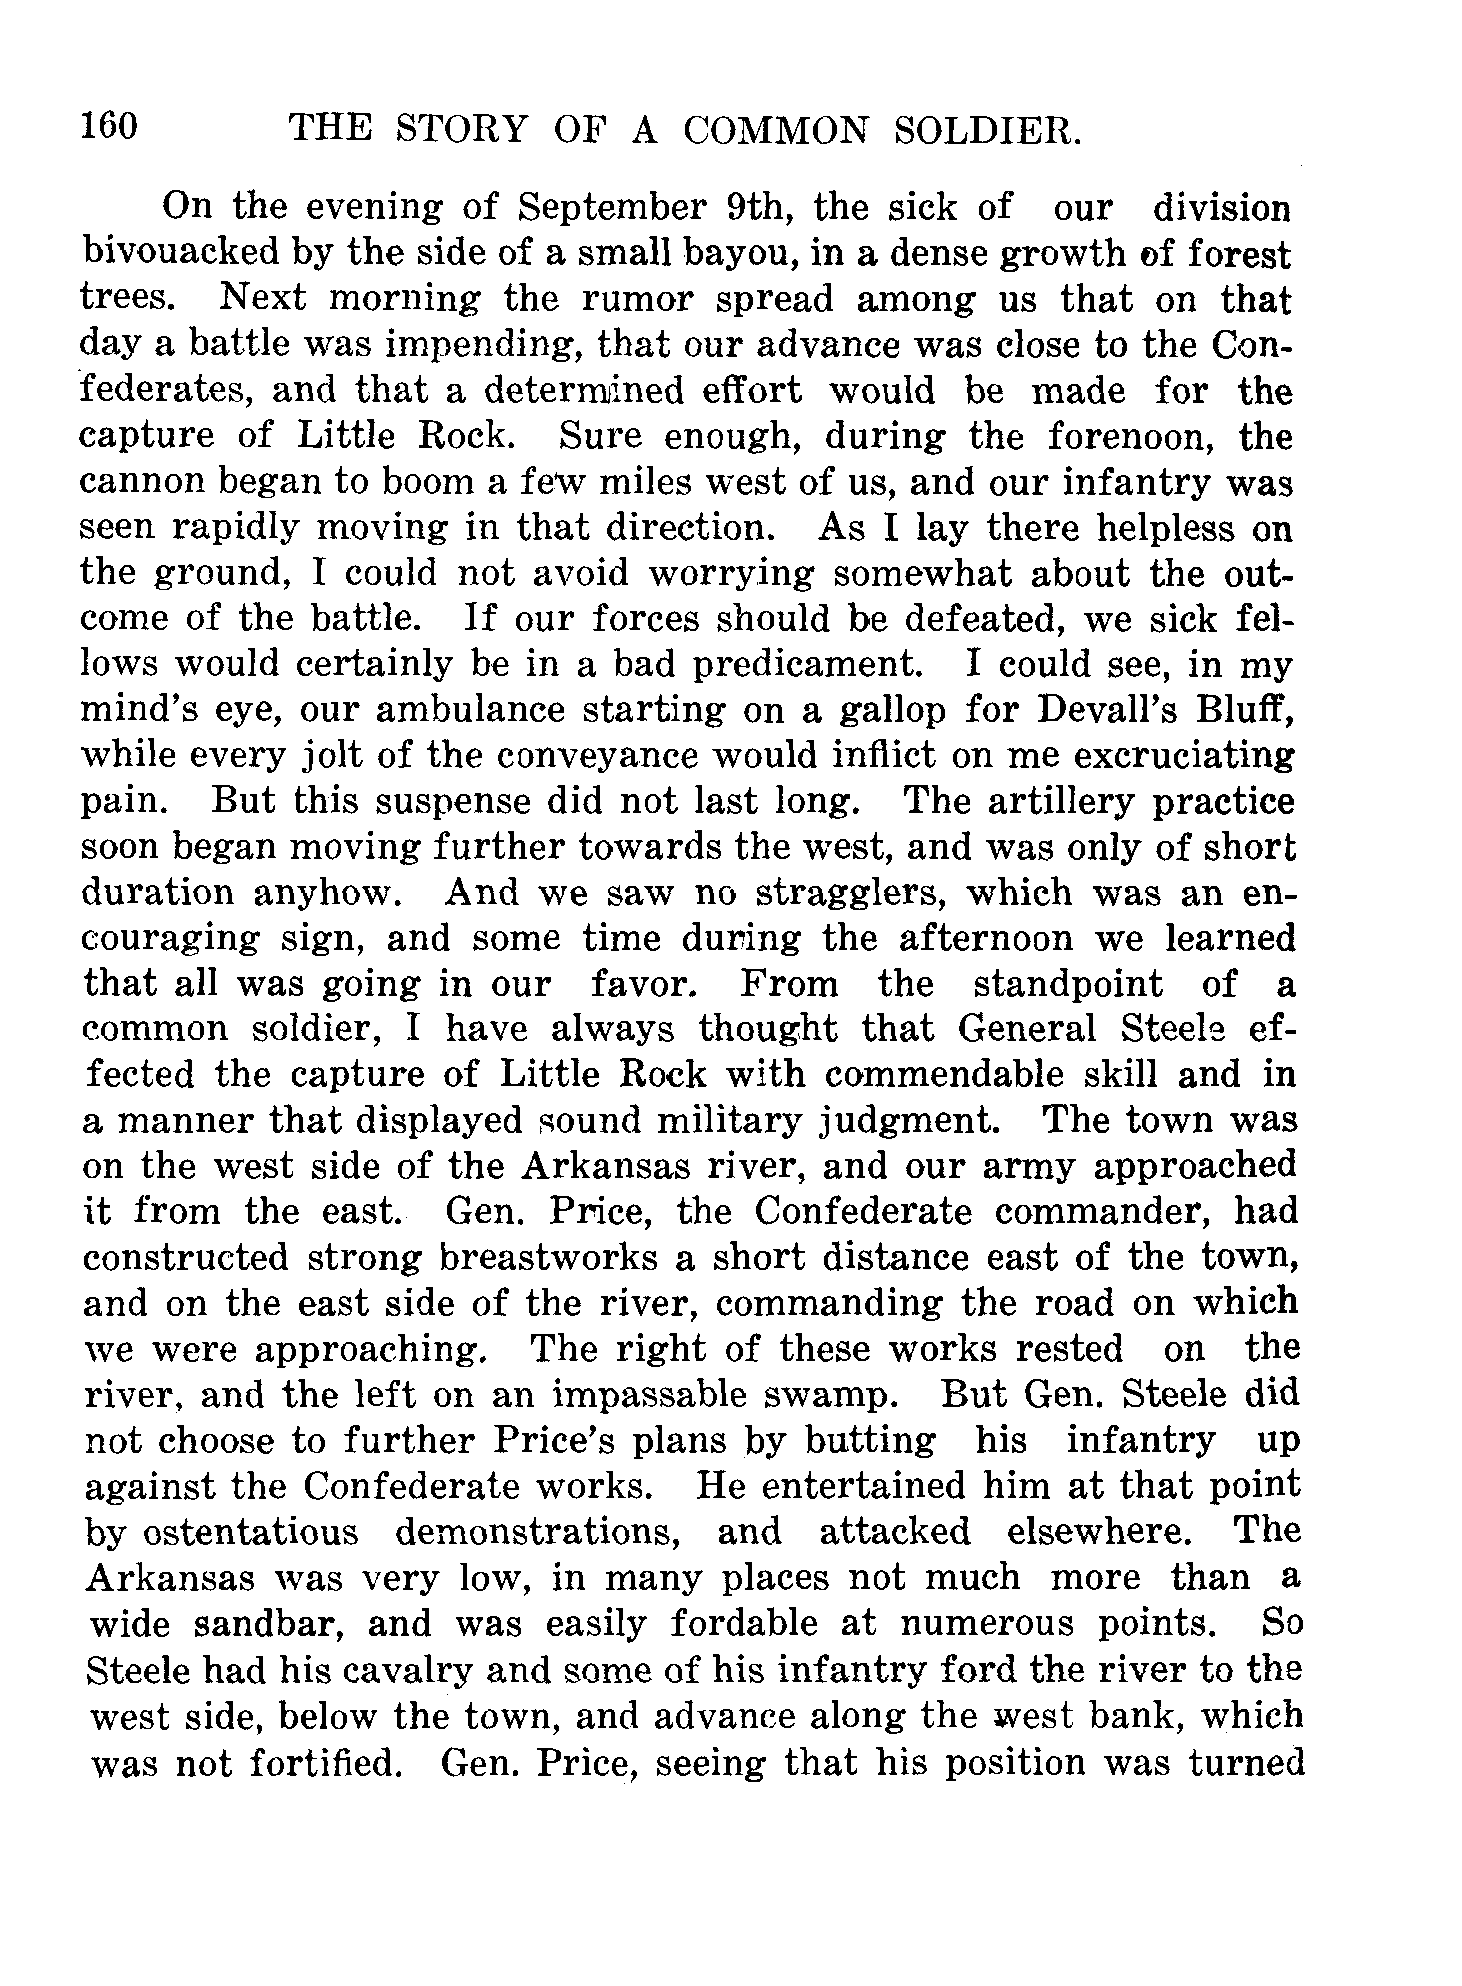 160 THE STORY OF A COMMON SOLDIER.
On the evening of September 9th, the sick of our division
bivouacked by the side of a small bayou, in a dense growth of forest
trees. Next morning the rumor spread among us that on that
day a battle was impending, that our advance was close to the Con-
federates, and that a determined effort would be made for the
capture of Little Rock. Sure enough, during the forenoon, the
cannon began to boom a few miles west of us, and our infantry was
seen rapidly moving in that direction. As I lay there helpless on
the ground, I could not avoid worrying somewhat about the out-
come of the battle. If our forces should be defeated, we sick fel-
lows would certainly be in a bad predicament. I could see, in my
mind's eye, our ambulance starting on a gallop for Devall's Bluff,
while every jolt of the conveyance would inflict on me excruciating
pain. But this suspense did not last long. The artillery practice
soon began moving further towards the west, and was only of short
duration anyhow. And we saw no stragglers, which was an en-
couraging sign, and some time during the afternoon we learned
that all was going in our favor. From the standpoint of a
common soldier, I have always thought that General Steele ef-
fected the capture of Little Rock with commendable skill and in
a manner that displayed sound military judgment. The town was
on the west side of the Arkansas river, and our army approached
it from the east. Gen. Price, the Confederate commander, had
constructed strong breastworks a short distance east of the town,
and on the east side of the river, commanding the road on which
we were approaching. The right of these works rested on the
river, and the left on an impassable swamp. But Gen. Steele did
not choose to further Price's plans by butting his infantry up
against the Confederate works. He entertained him at that point
by ostentatious demonstrations, and attacked elsewhere. The
Arkansas was very low, in many places not much more than a
wide sandbar, and was easily fordable at numerous points. So
Steele had his cavalry and some of his infantry ford the river to the
west side, below the town, and advance along the west bank, which
was not fortified. Gen. Price, seeing that his position was turned